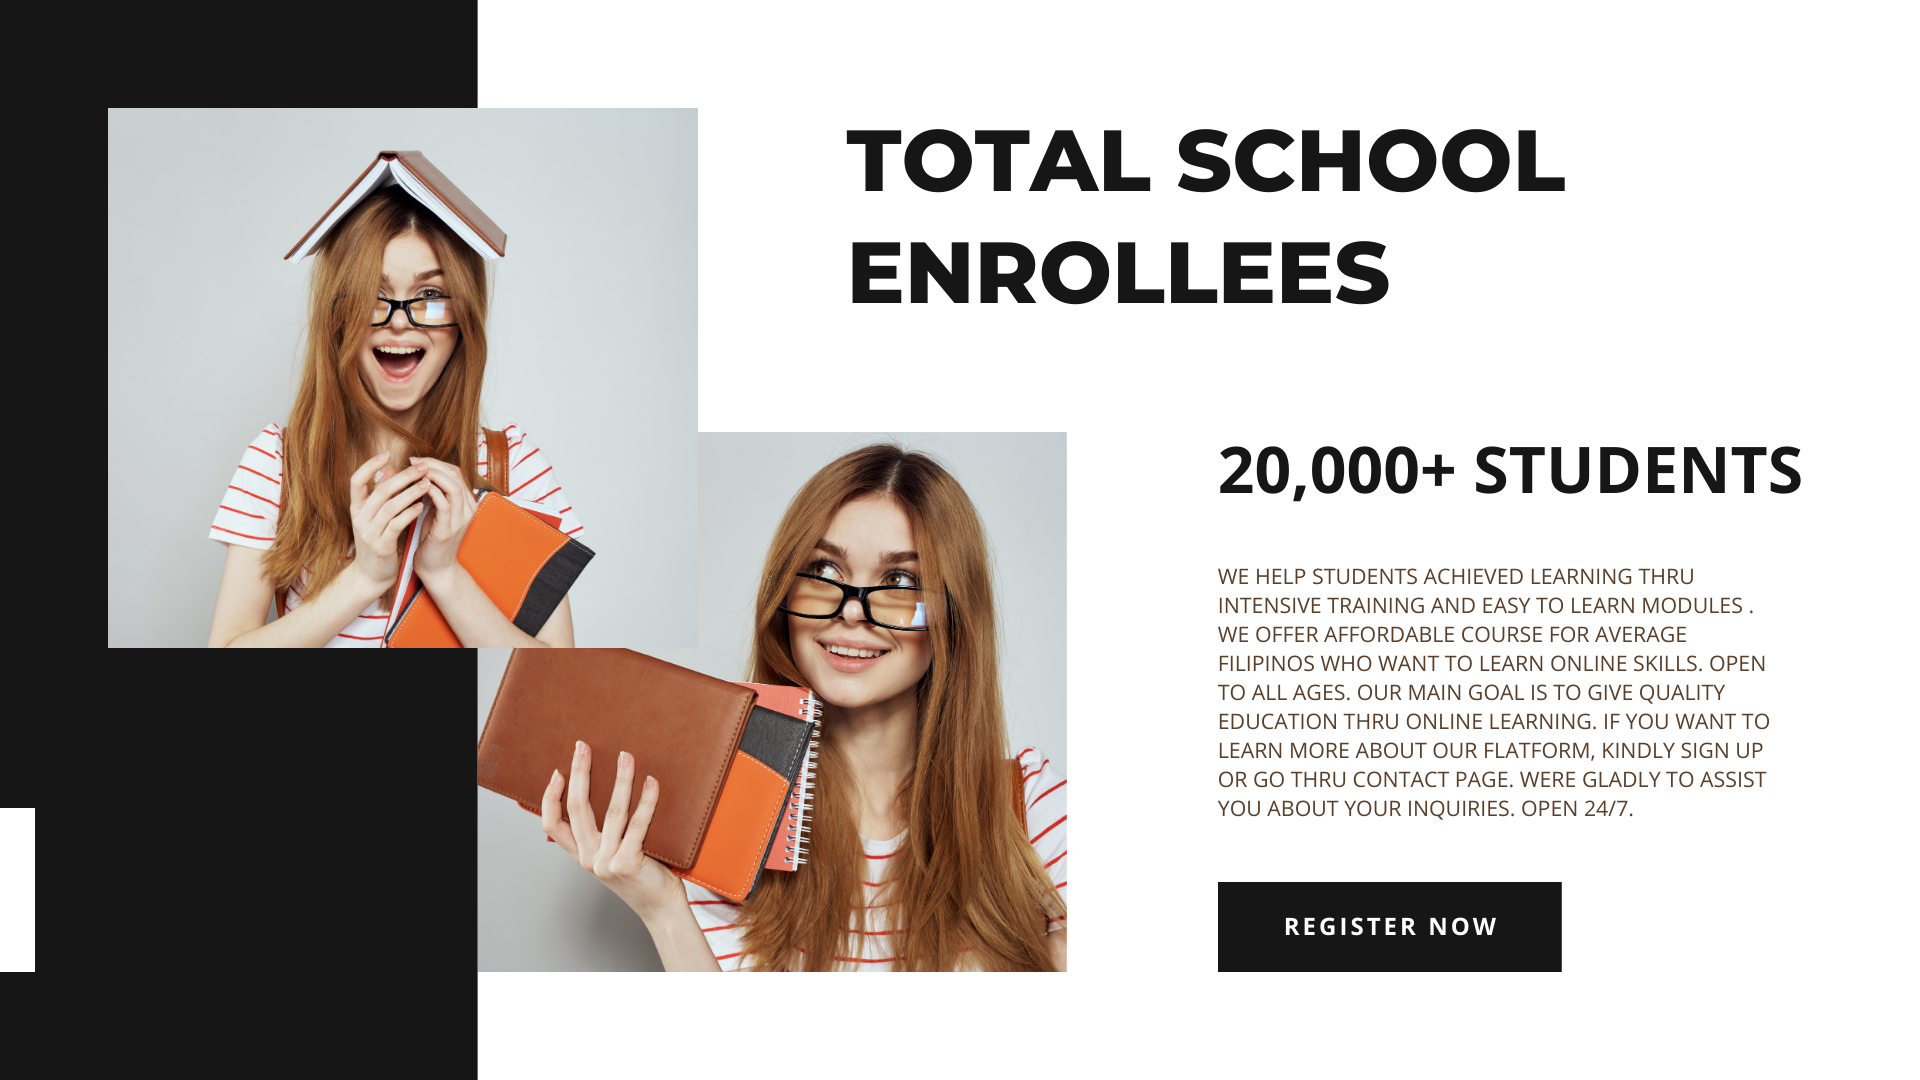 TOTAL SCHOOL
ENROLLEES
20,000+ STUDENTS
WE HELP STUDENTS ACHIEVED LEARNING THRU
INTENSIVE TRAINING AND EASY TO LEARN MODULES .
WE OFFER AFFORDABLE COURSE FOR AVERAGE
FILIPINOS WHO WANT TO LEARN ONLINE SKILLS. OPEN
TO ALL AGES. OUR MAIN GOAL IS TO GIVE QUALITY
EDUCATION THRU ONLINE LEARNING. IF YOU WANT TO
LEARN MORE ABOUT OUR FLATFORM, KINDLY SIGN UP
OR GO THRU CONTACT PAGE. WERE GLADLY TO ASSIST
YOU ABOUT YOUR INQUIRIES. OPEN 24/7.
REGISTER NOW